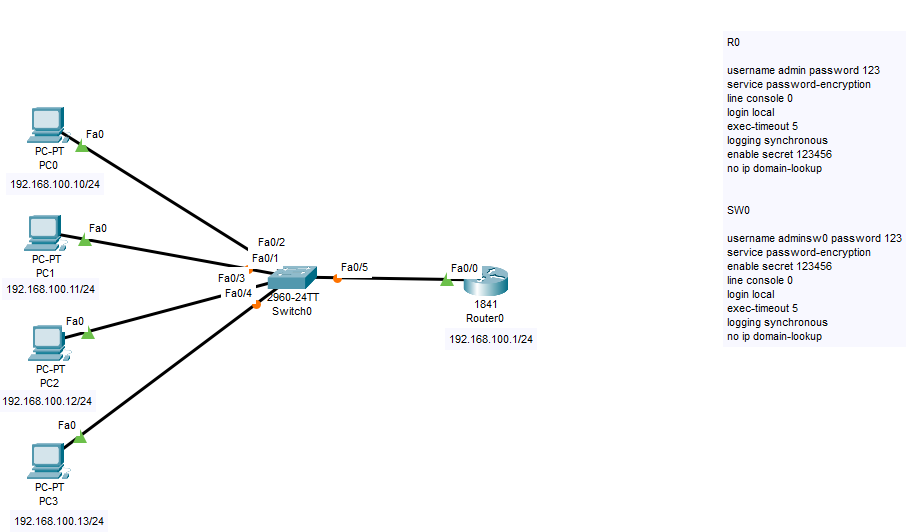 Fa0
PC-PT
PC0
192.168.100.10/24
Fa0
PC-PT
PC1
192.168.100.11/24
Fa0
PC-PT
PC2
192.168.100.12/24
Fa0
PC-PT
PC3
192.168.100.13/24
Fa0/2
Fa0/1
Fa0/3
Fa0/4
Fa0/5
2960-24TT
Switch0
Fa0/0
1841
Router0
192.168.100.1/24
R0
username admin password 123
service password-encryption
line console 0
login local
exec-timeout 5
logging synchronous
enable secret 123456
no ip domain-lookup
SW0
username adminsw0 password 123
service password-encryption
enable secret 123456
line console 0
login local
exec-timeout 5
logging synchronous
no ip domain-lookup